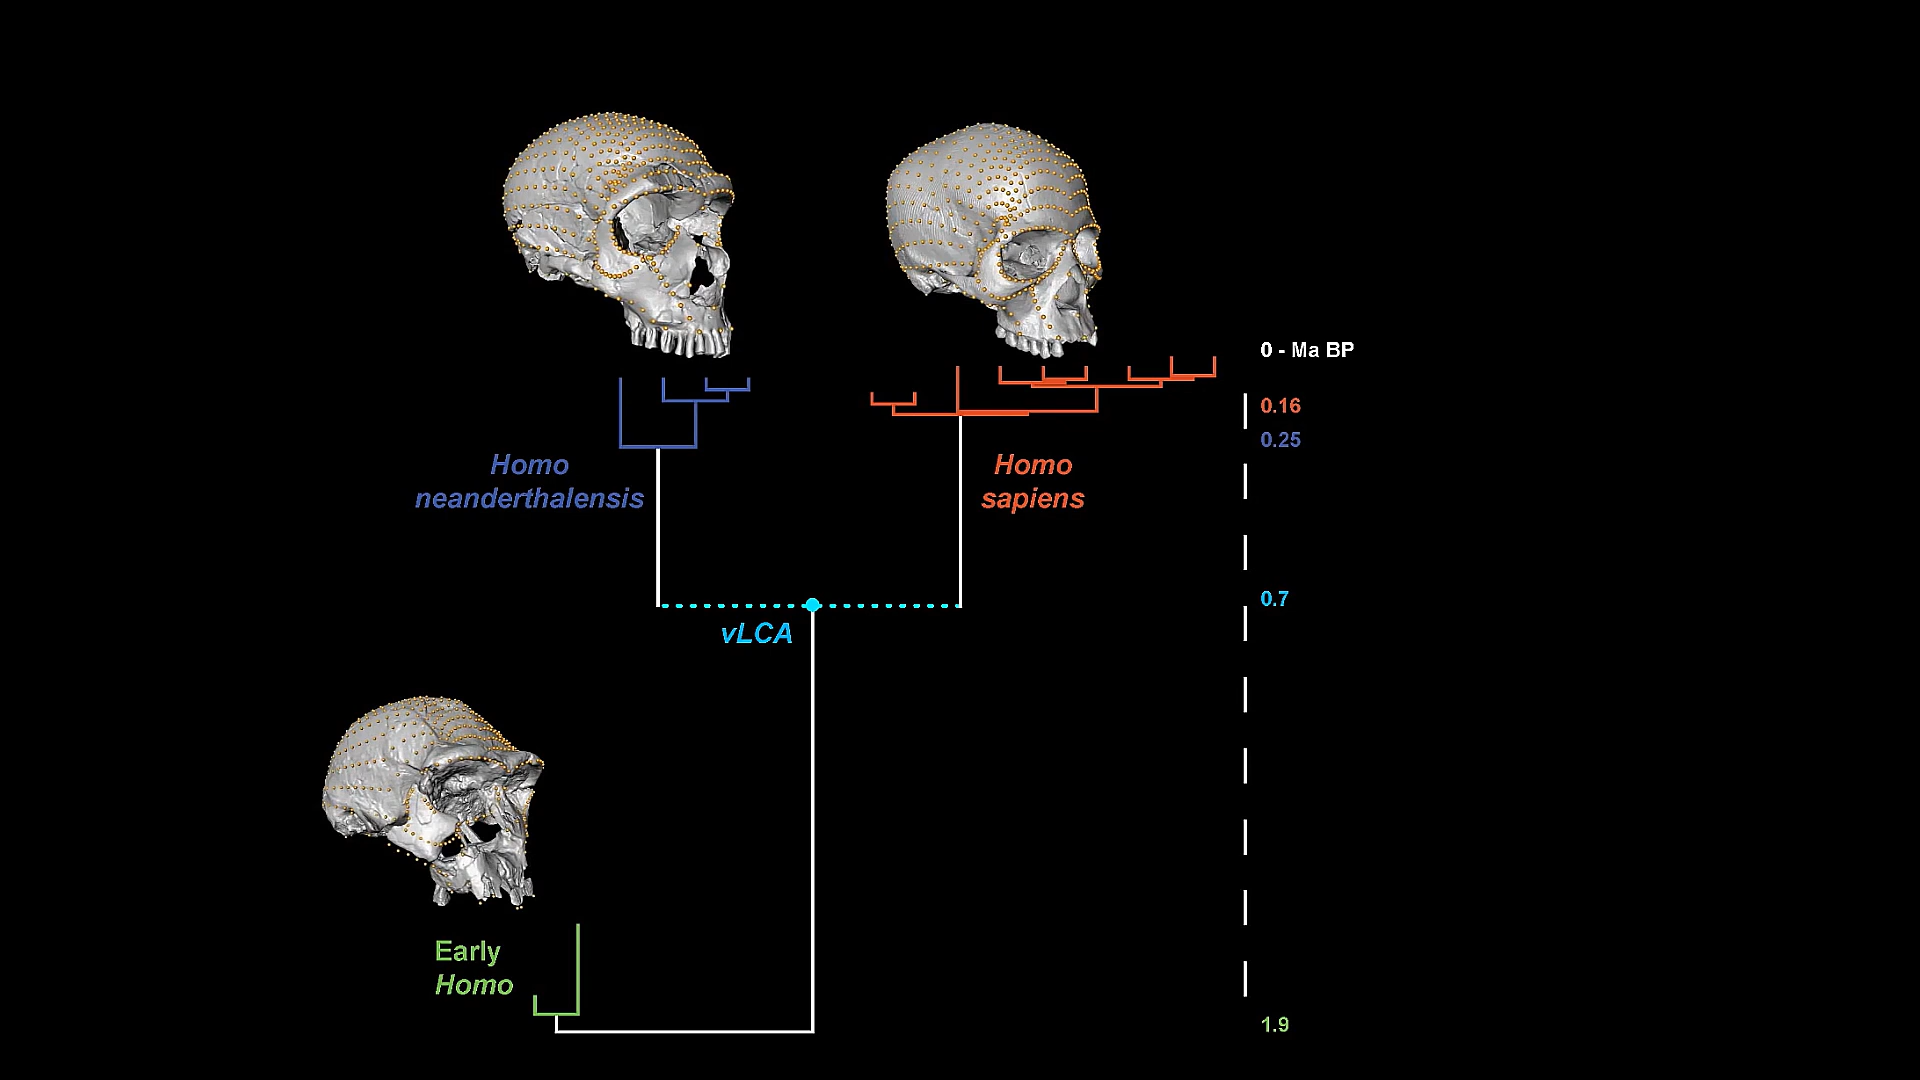 0 - Ma BP
0.16
0.25
Homo
neanderthalensis
Homo
sapiens
0.7
vLCA
Early
Homo
1.9